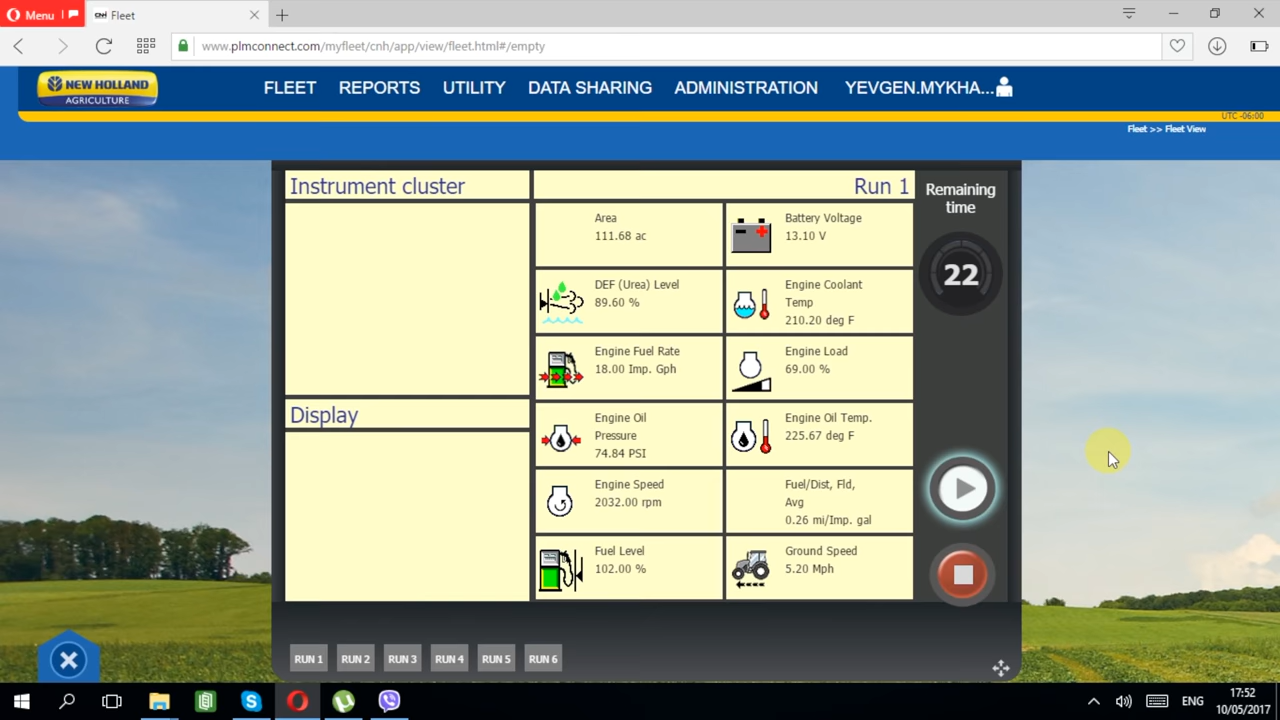 Menu
CNH
Fleet
www.plmconnect.com/myfleet/cnh/app/view/fleet.html#/empty
NEW HOLLAND
AGRICULTURE
FLEET
REPORTS
UTILITY
DATA SHARING
ADMINISTRATION
YEVGEN.MYKHA...
UTC -06:00
Fleet >> Fleet View
Instrument cluster
Run 1
Remaining
time
22
Area
111.68 ac
Battery Voltage
13.10 V
DEF (Urea) Level
89.60 %
Engine Coolant
Temp
210.20 deg F
Engine Fuel Rate
18.00 Imp. Gph
Engine Load
69.00 %
Display
Engine Oil
Pressure
74.84 PSI
Engine Oil Temp.
225.67 deg F
Engine Speed
2032.00 rpm
Fuel/Dist, Fld,
Avg
0.26 mi/Imp. gal
Fuel Level
102.00 %
Ground Speed
5.20 Mph
RUN 1
RUN 2
RUN 3
RUN 4
RUN 5
RUN 6
ENG
17:52
10/05/2017